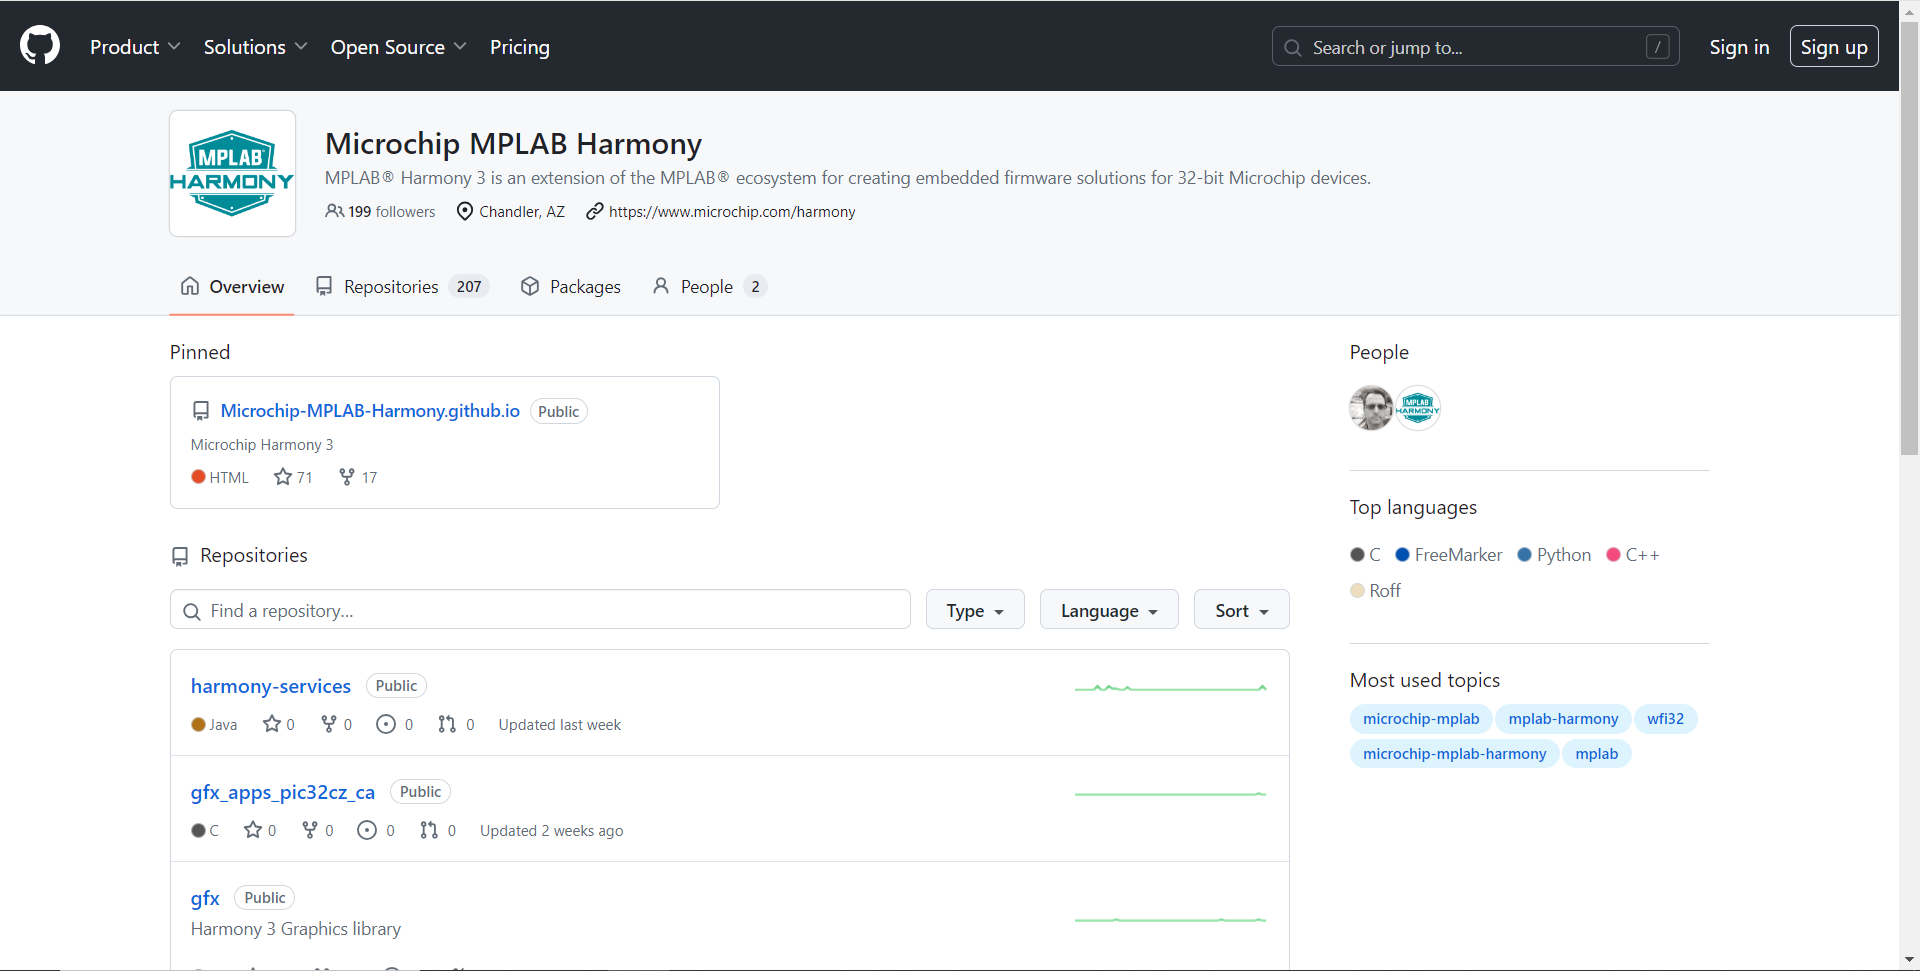 Product Solutions Open Source Pricing Search or jump to... / Sign in Sign up
MPLAB
HARMONY
Microchip MPLAB Harmony
MPLAB® Harmony 3 is an extension of the MPLAB® ecosystem for creating embedded firmware solutions for 32-bit Microchip devices.
199 followers Chandler, AZ https://www.microchip.com/harmony
Overview Repositories 207 Packages People 2
Pinned
Microchip-MPLAB-Harmony.github.io Public
Microchip Harmony 3
HTML 71 17
Repositories
Find a repository...
Type Language Sort
harmony-services Public
Java 0 0 0 0 Updated last week
gfx_apps_pic32cz_ca Public
C 0 0 0 0 Updated 2 weeks ago
gfx Public
Harmony 3 Graphics library
People
MPLAB
HARMONY
Top languages
C FreeMarker Python C++
Roff
Most used topics
microchip-mplab mplab-harmony wfi32
microchip-mplab-harmony mplab